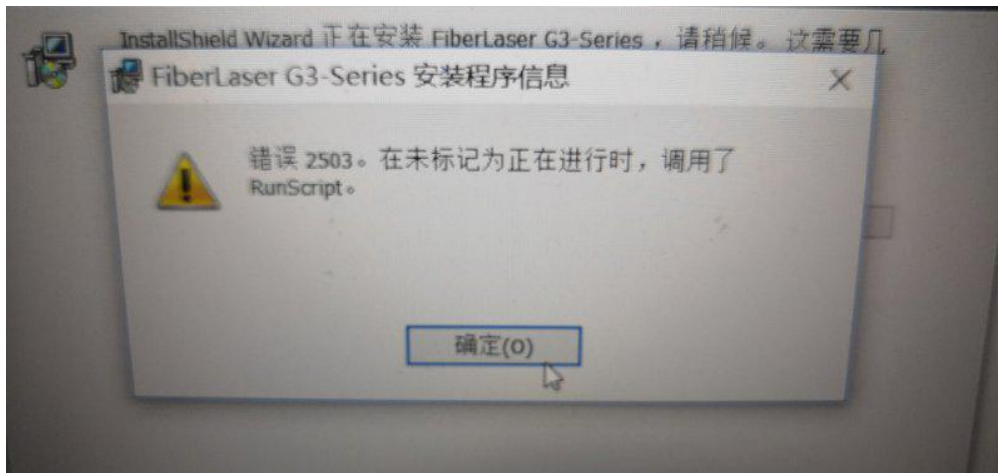 InstallShield Wizard 正在安装 FiberLaser G3-Series，请稍候。这需要几
FiberLaser G3-Series 安装程序信息
错误 2503。在未标记为正在进行时，调用了
RunScript。
确定(O)